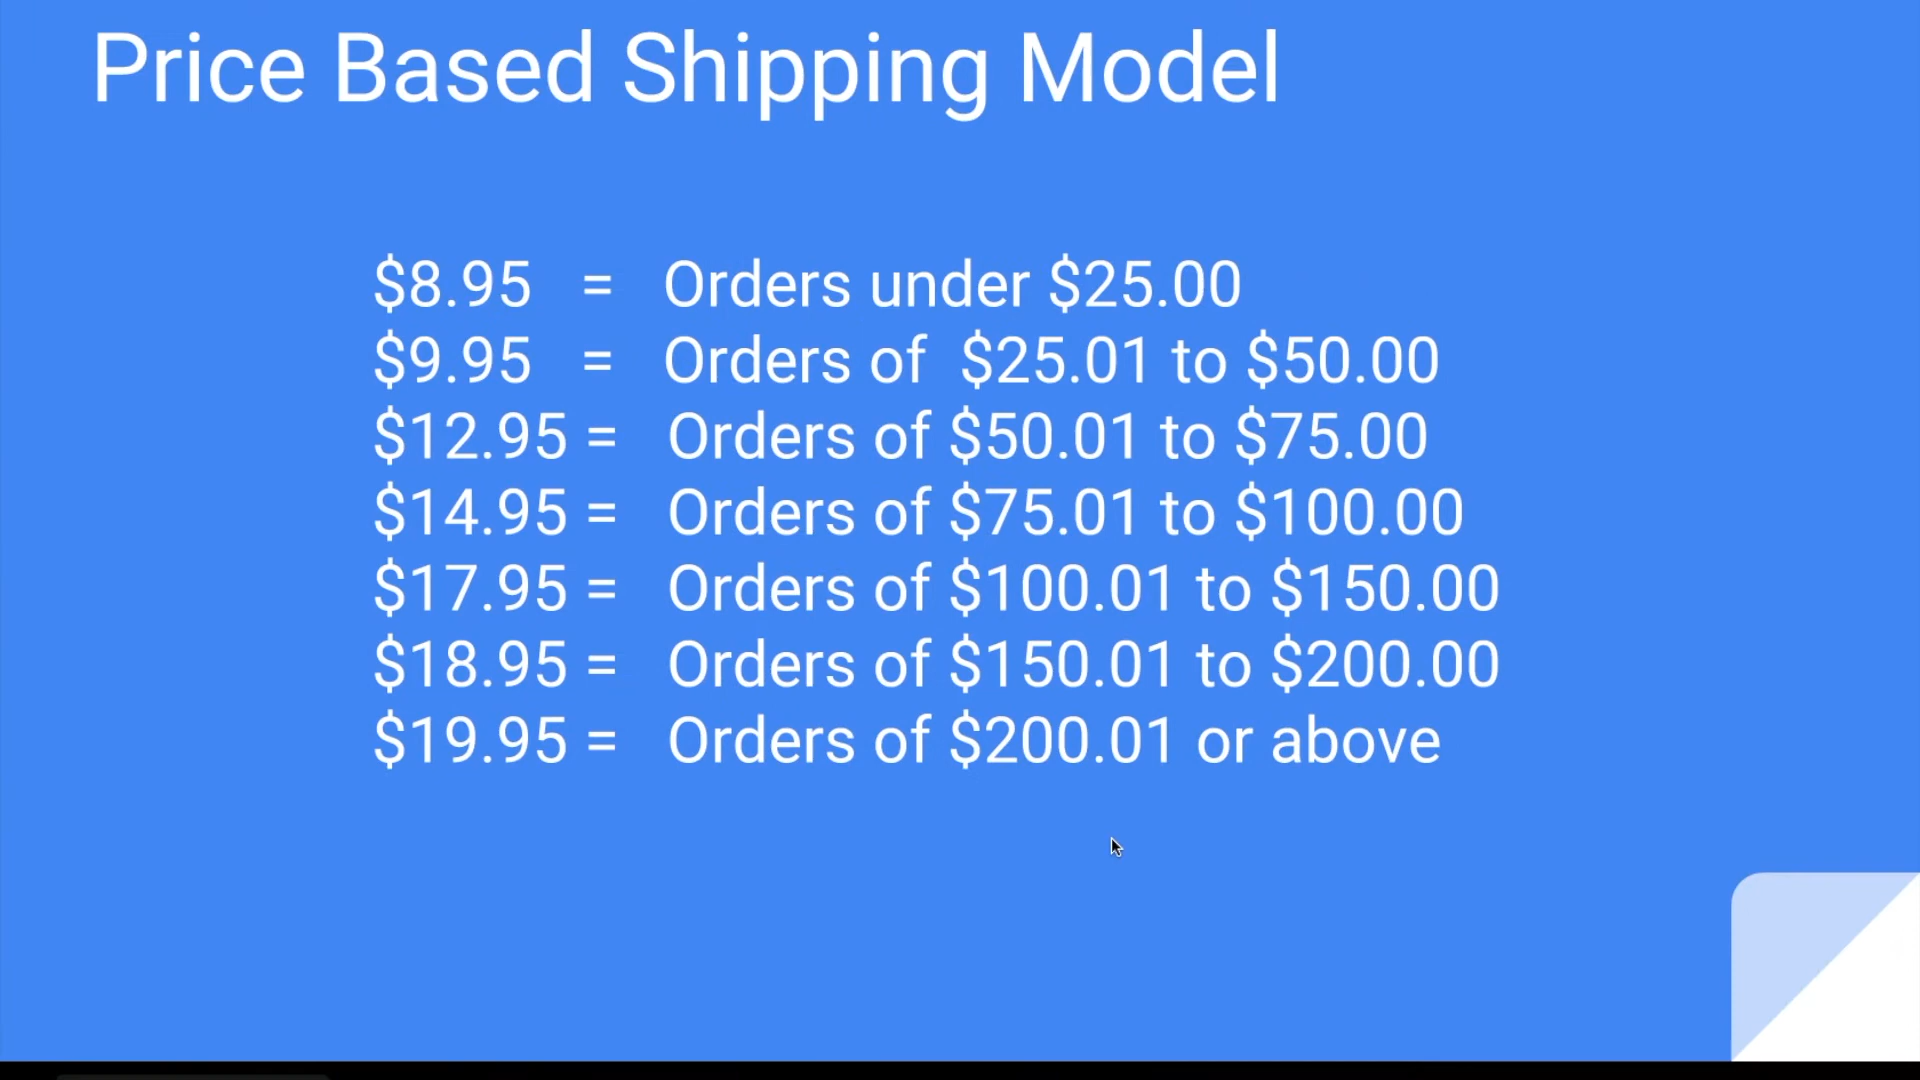 Price Based Shipping Model
$8.95 = Orders under $25.00
$9.95 = Orders of $25.01 to $50.00
$12.95 = Orders of $50.01 to $75.00
$14.95 = Orders of $75.01 to $100.00
$17.95 = Orders of $100.01 to $150.00
$18.95 = Orders of $150.01 to $200.00
$19.95 = Orders of $200.01 or above